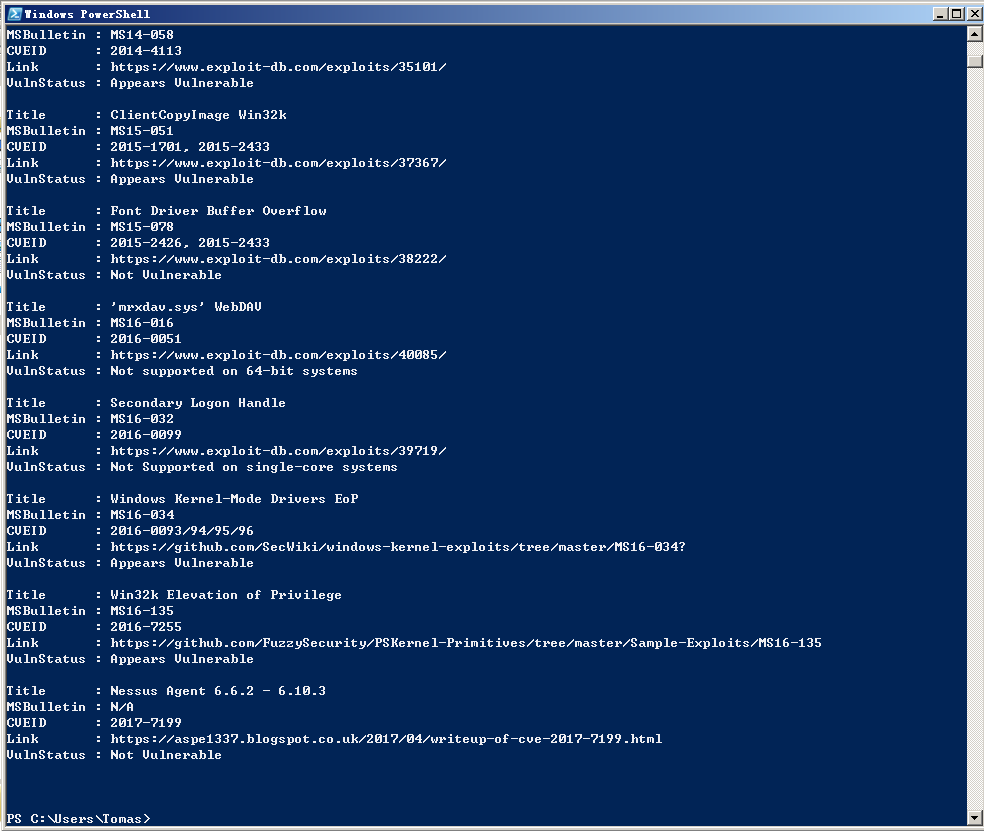 Windows PowerShell
MSBulletin : MS14-058
CVEID      : 2014-4113
Link       : https://www.exploit-db.com/exploits/35101/
VulnStatus : Appears Vulnerable
Title      : ClientCopyImage Win32k
MSBulletin : MS15-051
CVEID      : 2015-1701, 2015-2433
Link       : https://www.exploit-db.com/exploits/37367/
VulnStatus : Appears Vulnerable
Title      : Font Driver Buffer Overflow
MSBulletin : MS15-078
CVEID      : 2015-2426, 2015-2433
Link       : https://www.exploit-db.com/exploits/38222/
VulnStatus : Not Vulnerable
Title      : 'mrxdav.sys' WebDAV
MSBulletin : MS16-016
CVEID      : 2016-0051
Link       : https://www.exploit-db.com/exploits/40085/
VulnStatus : Not supported on 64-bit systems
Title      : Secondary Logon Handle
MSBulletin : MS16-032
CVEID      : 2016-0099
Link       : https://www.exploit-db.com/exploits/39719/
VulnStatus : Not Supported on single-core systems
Title      : Windows Kernel-Mode Drivers EoP
MSBulletin : MS16-034
CVEID      : 2016-0093/94/95/96
Link       : https://github.com/SecWiki/windows-kernel-exploits/tree/master/MS16-034?
VulnStatus : Appears Vulnerable
Title      : Win32k Elevation of Privilege
MSBulletin : MS16-135
CVEID      : 2016-7255
Link       : https://github.com/FuzzySecurity/PSKernel-Primitives/tree/master/Sample-Exploits/MS16-135
VulnStatus : Appears Vulnerable
Title      : Nessus Agent 6.6.2 - 6.10.3
MSBulletin : N/A
CVEID      : 2017-7199
Link       : https://aspe1337.blogspot.co.uk/2017/04/writeup-of-cve-2017-7199.html
VulnStatus : Not Vulnerable
PS C:\Users\Tomas>